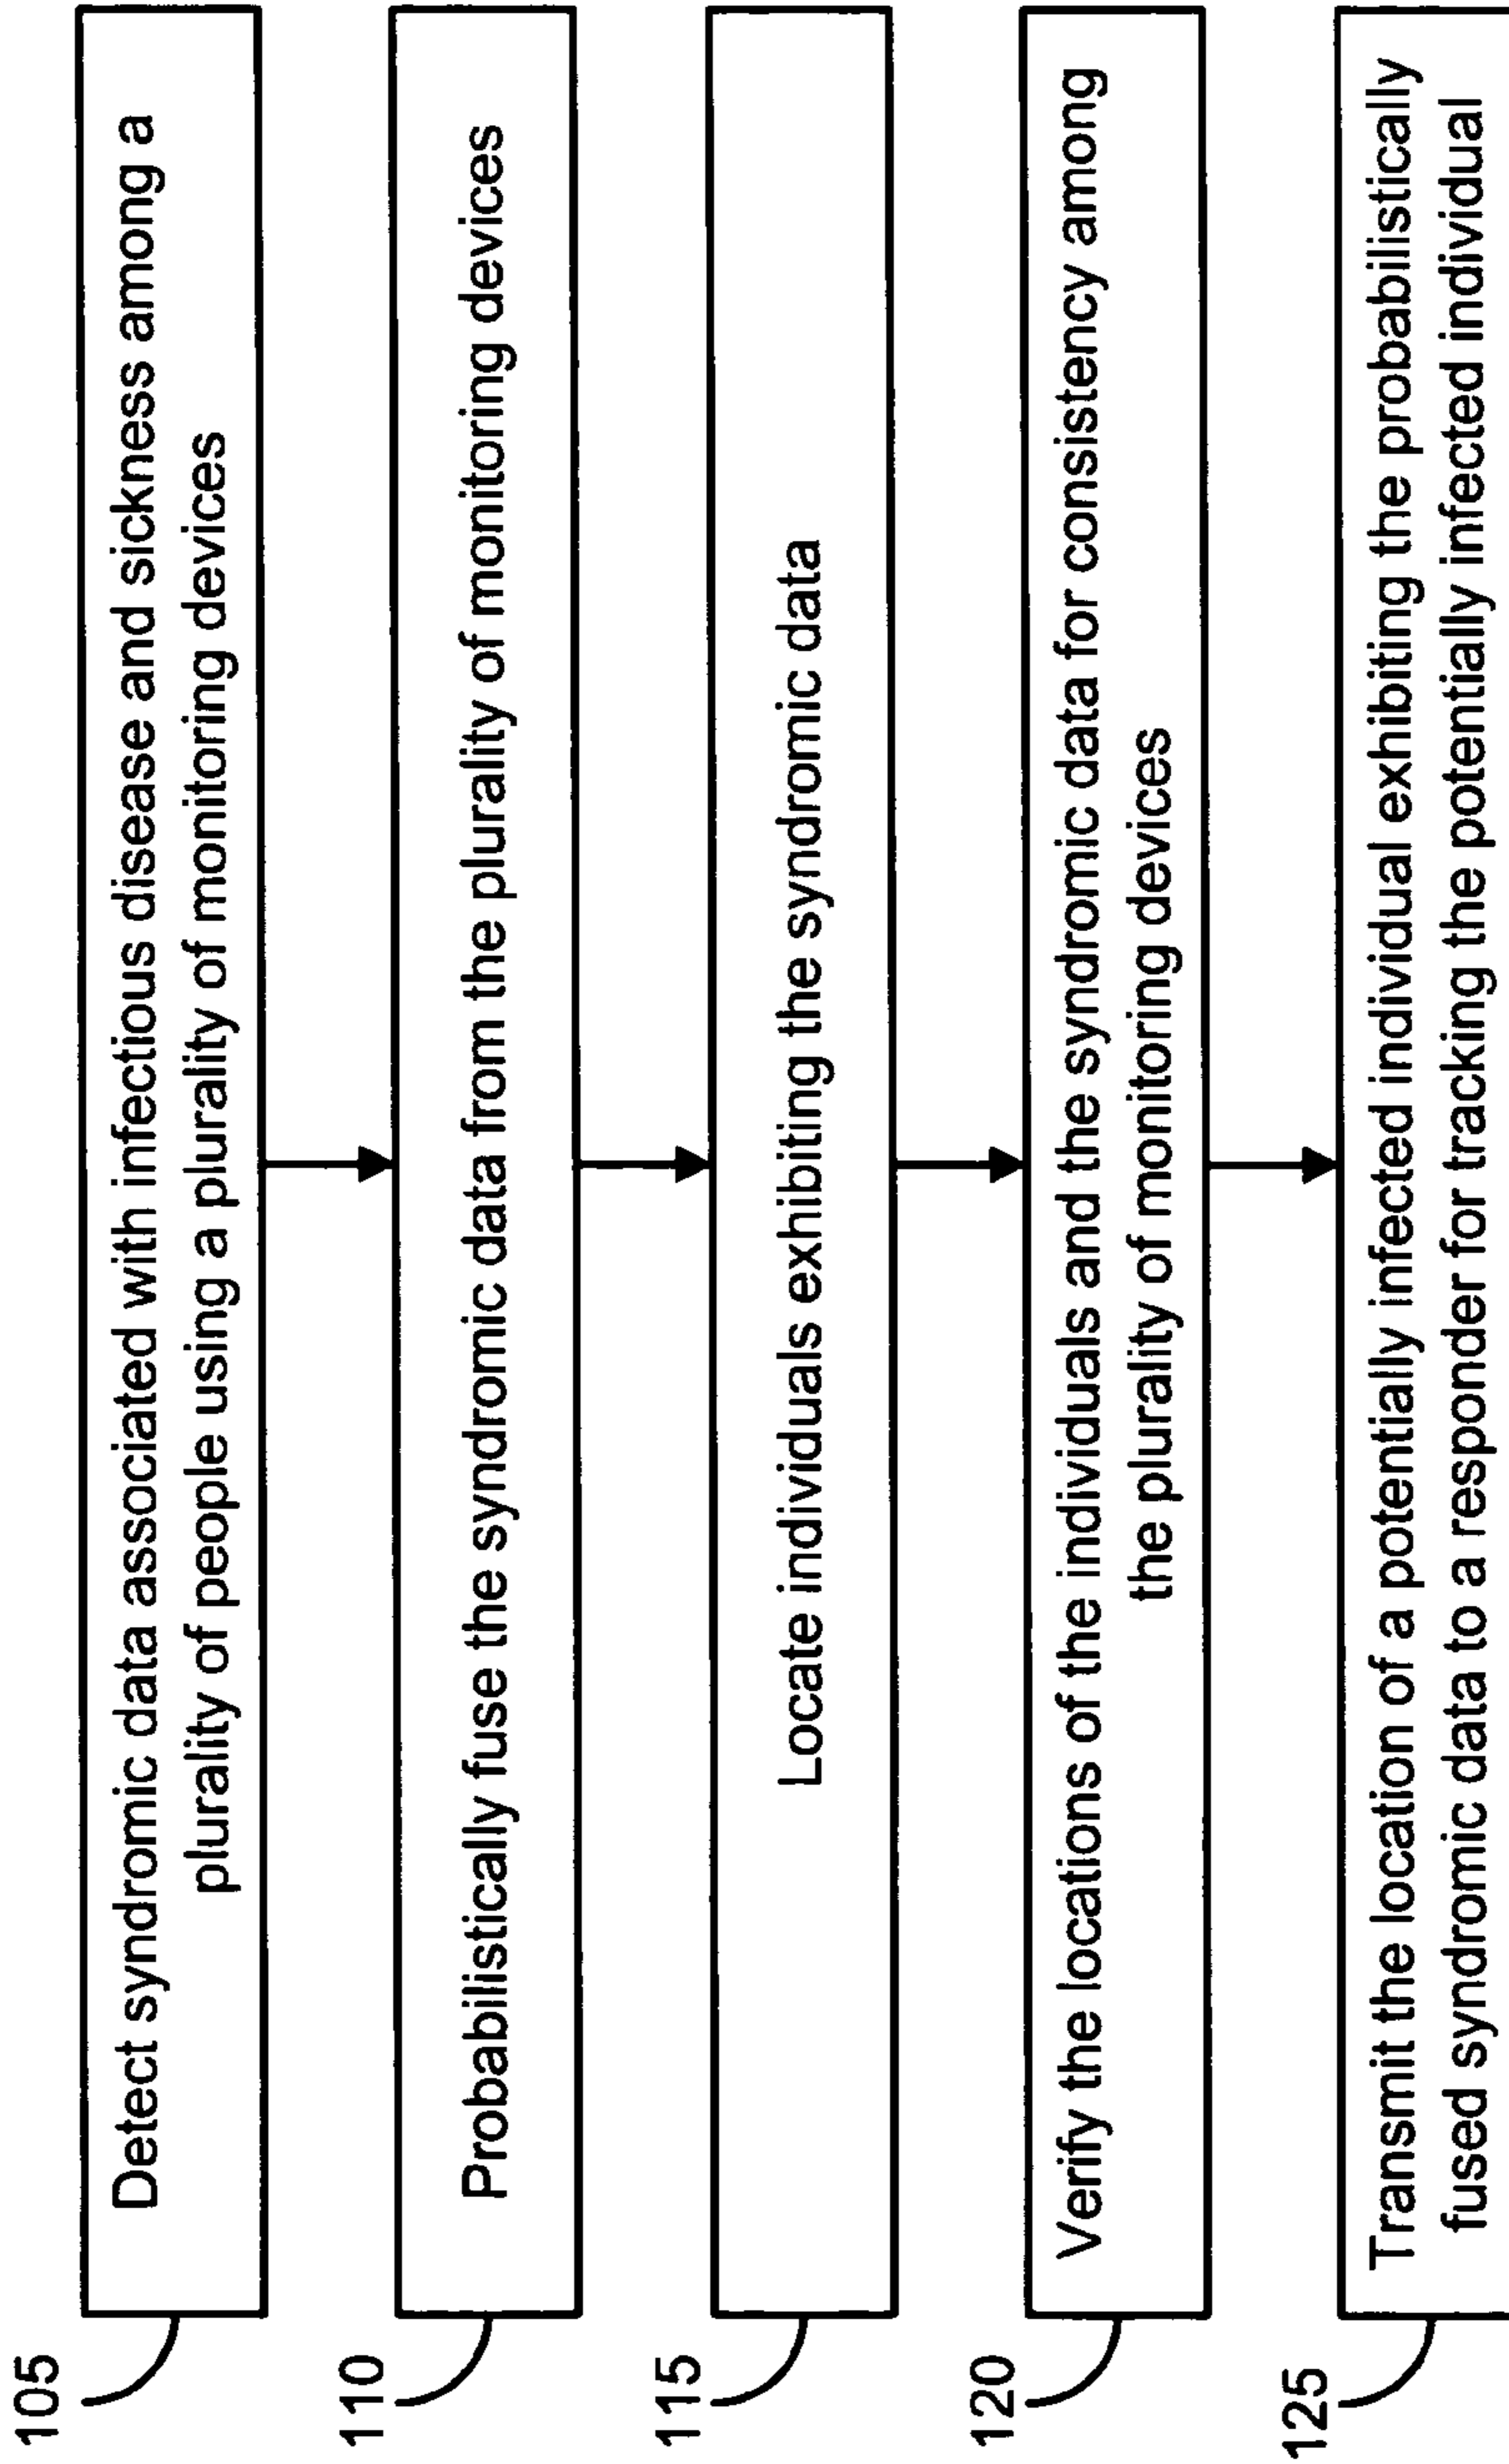 105
Detect syndromic data associated with infectious disease and sickness among a
plurality of people using a plurality of monitoring devices
110
Probabilistically fuse the syndromic data from the plurality of monitoring devices
115
Locate individuals exhibiting the syndromic data
120
Verify the locations of the individuals and the syndromic data for consistency among
the plurality of monitoring devices
125
Transmit the location of a potentially infected individual exhibiting the probabilistically
fused syndromic data to a responder for tracking the potentially infected individual